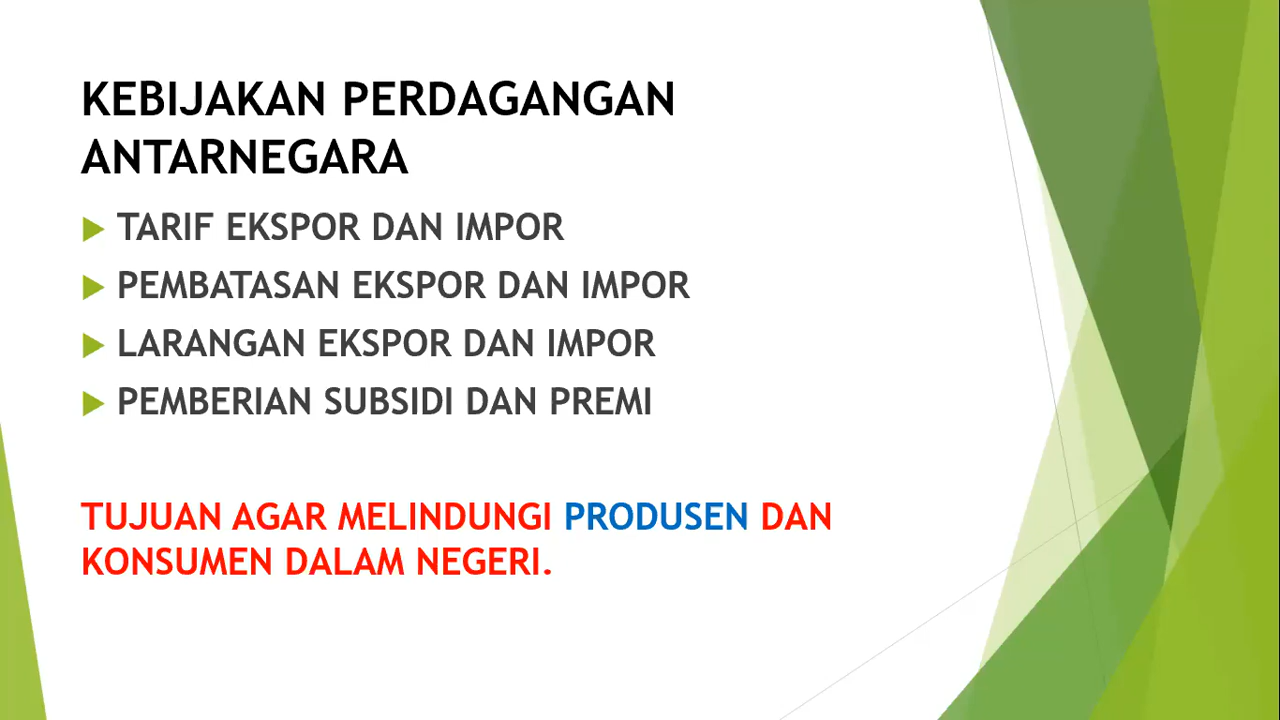 KEBIJAKAN PERDAGANGAN
ANTARNEGARA
TARIF EKSPOR DAN IMPOR
PEMBATASAN EKSPOR DAN IMPOR
LARANGAN EKSPOR DAN IMPOR
PEMBERIAN SUBSIDI DAN PREMI
TUJUAN AGAR MELINDUNGI PRODUSEN DAN
KONSUMEN DALAM NEGERI.